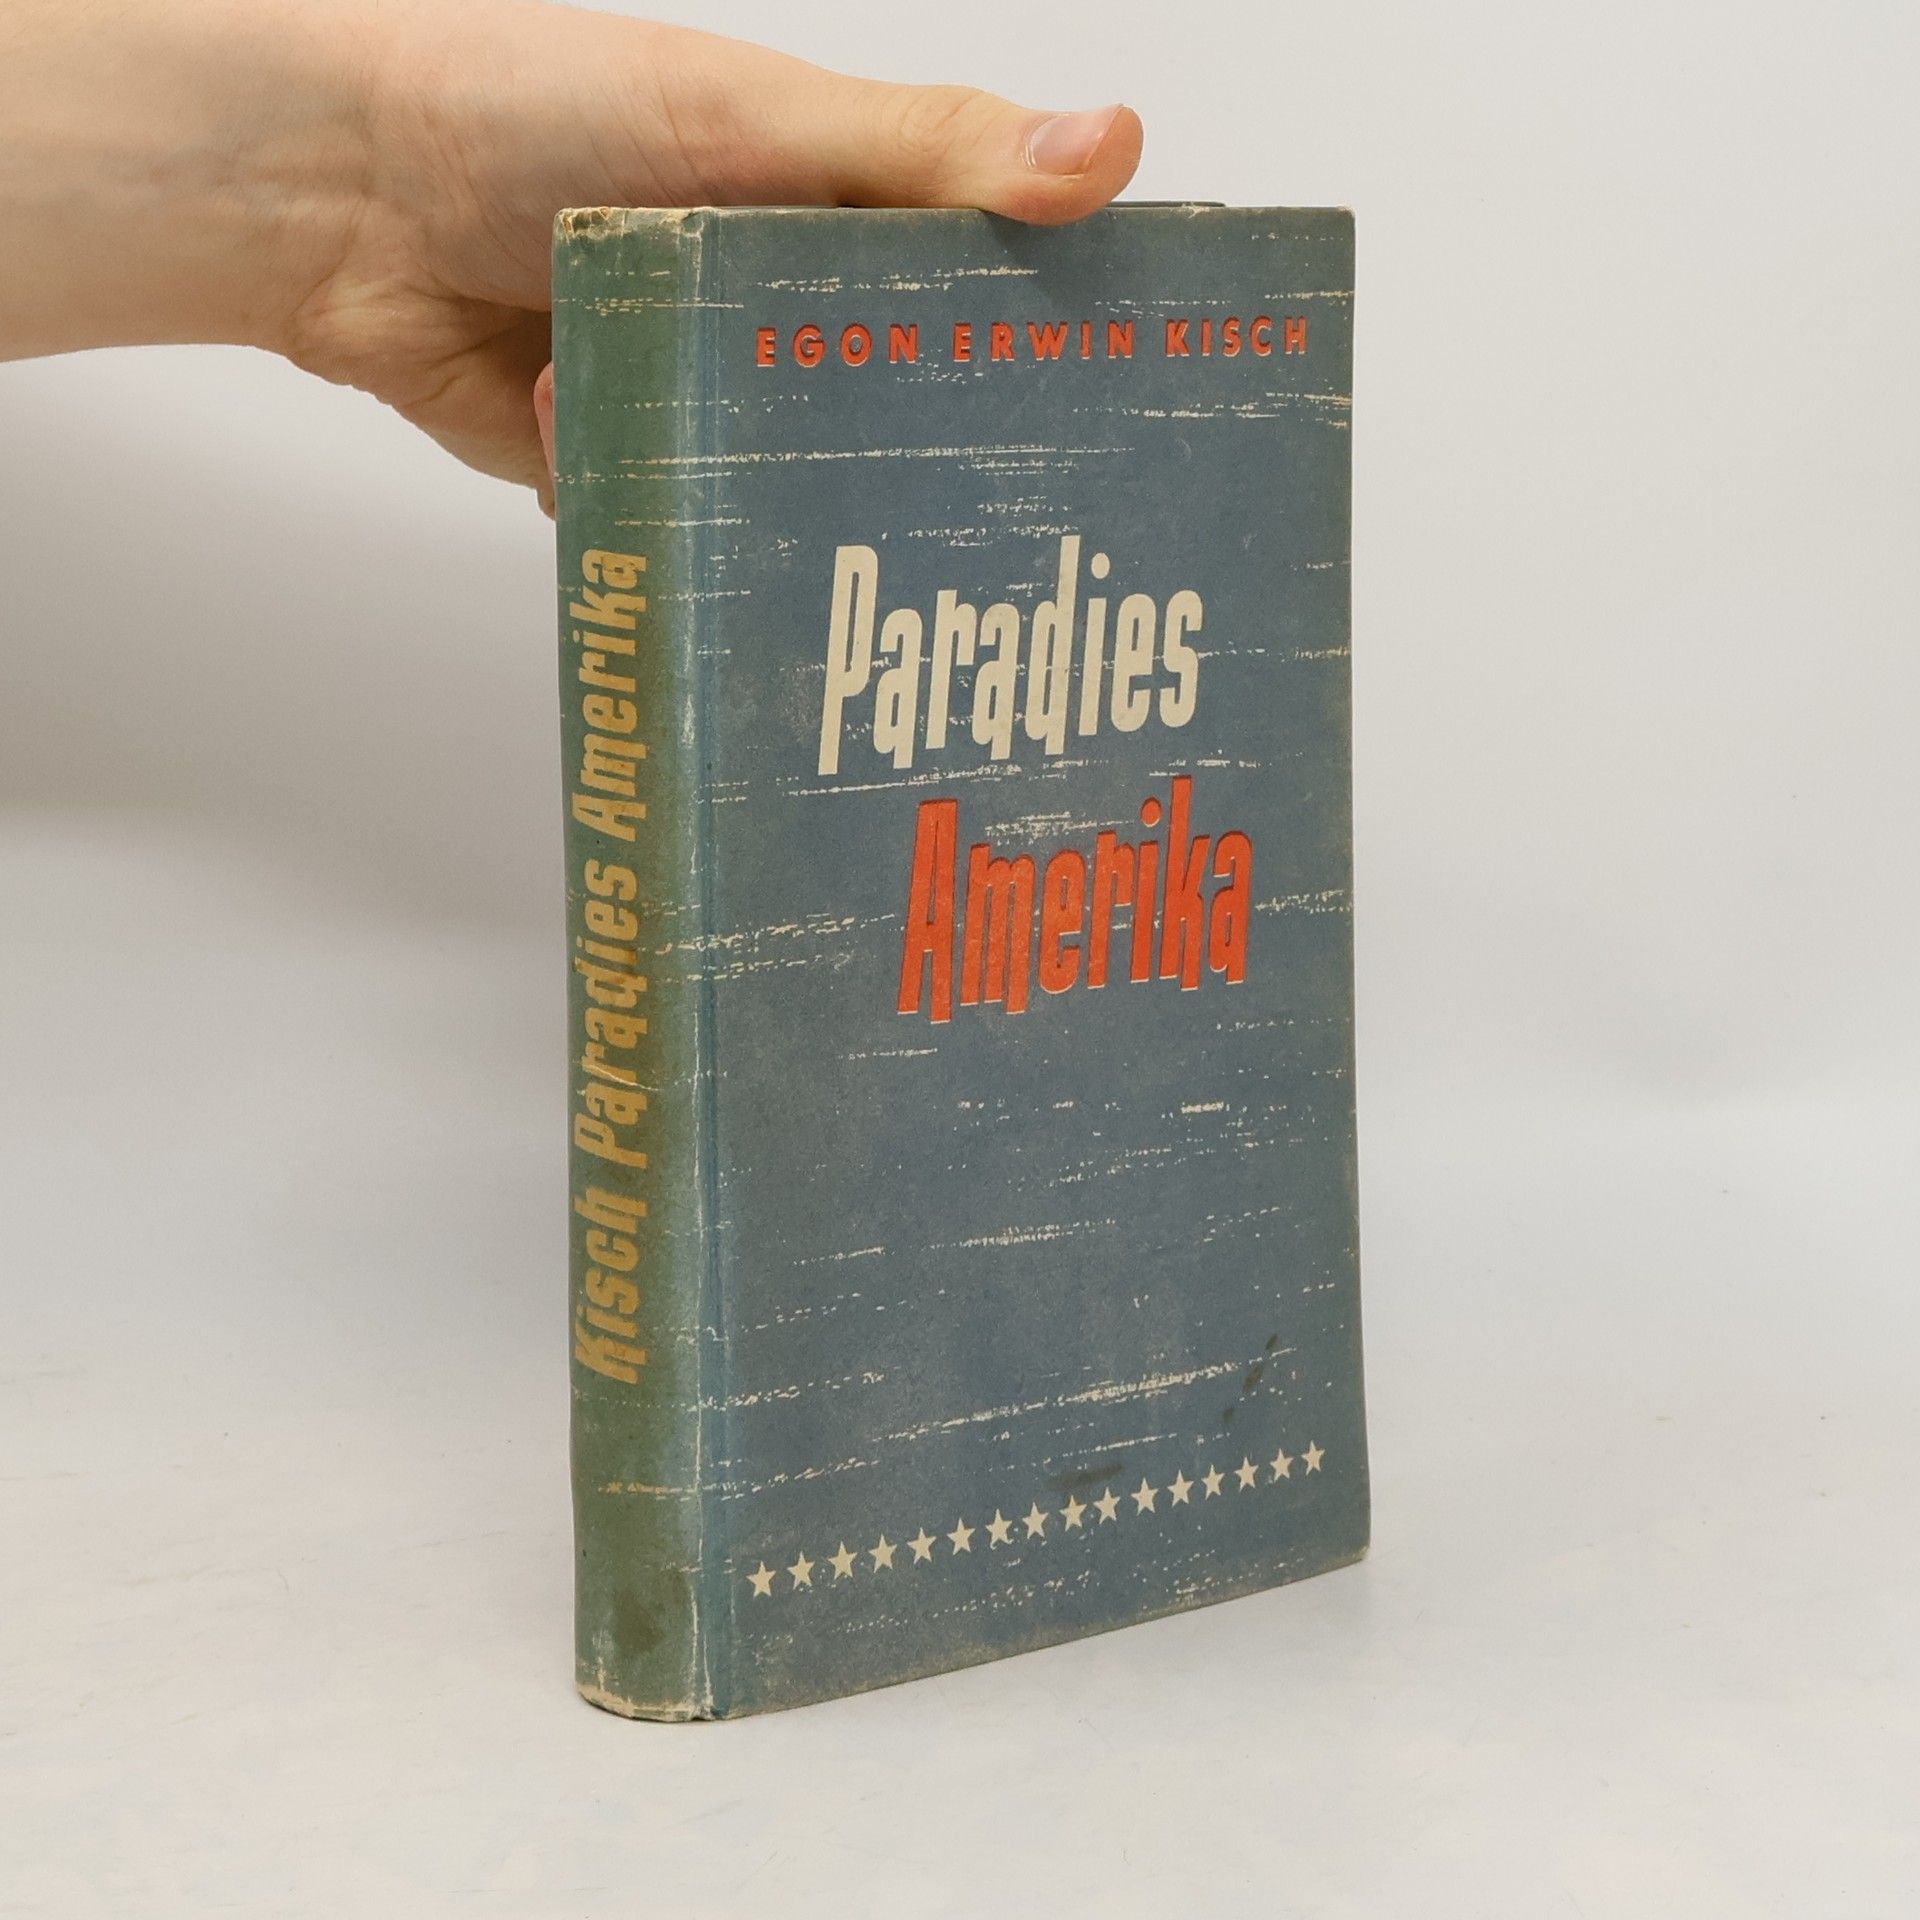 EGON ERWIN KISCH
Paradies
Amerika
Kisch Paradies Amerika